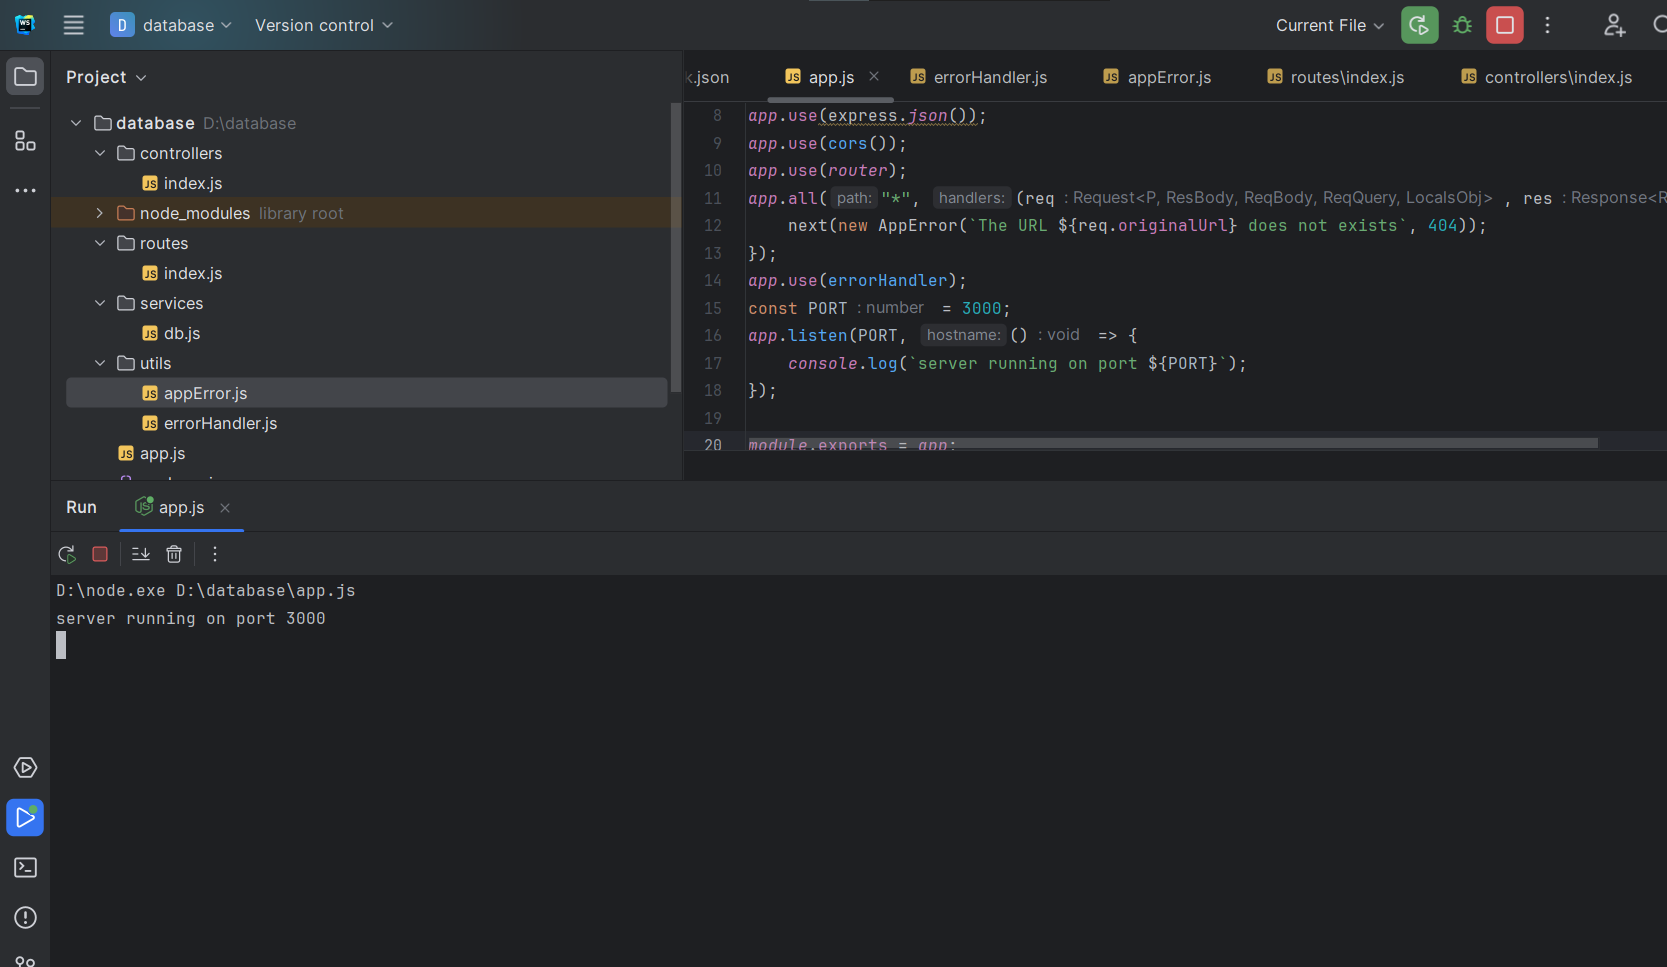 WS
D database Version control Current File
Project
k.json app.js errorHandler.js appError.js routes\index.js controllers\index.js
database D:\database
controllers
index.js
node_modules library root
routes
index.js
services
db.js
utils
appError.js
errorHandler.js
app.js
8 app.use(express.json());
9 app.use(cors());
10 app.use(router);
11 app.all( path: "*", handlers: (req : Request<P, ResBody, ReqBody, ReqQuery, LocalsObj> , res : Response<R
12 next(new AppError(`The URL ${req.originalUrl} does not exists`, 404));
13 });
14 app.use(errorHandler);
15 const PORT : number = 3000;
16 app.listen(PORT, hostname: () : void => {
17 console.log(`server running on port ${PORT}`);
18 });
19
20 module.exports = app;
Run app.js
D:\node.exe D:\database\app.js
server running on port 3000